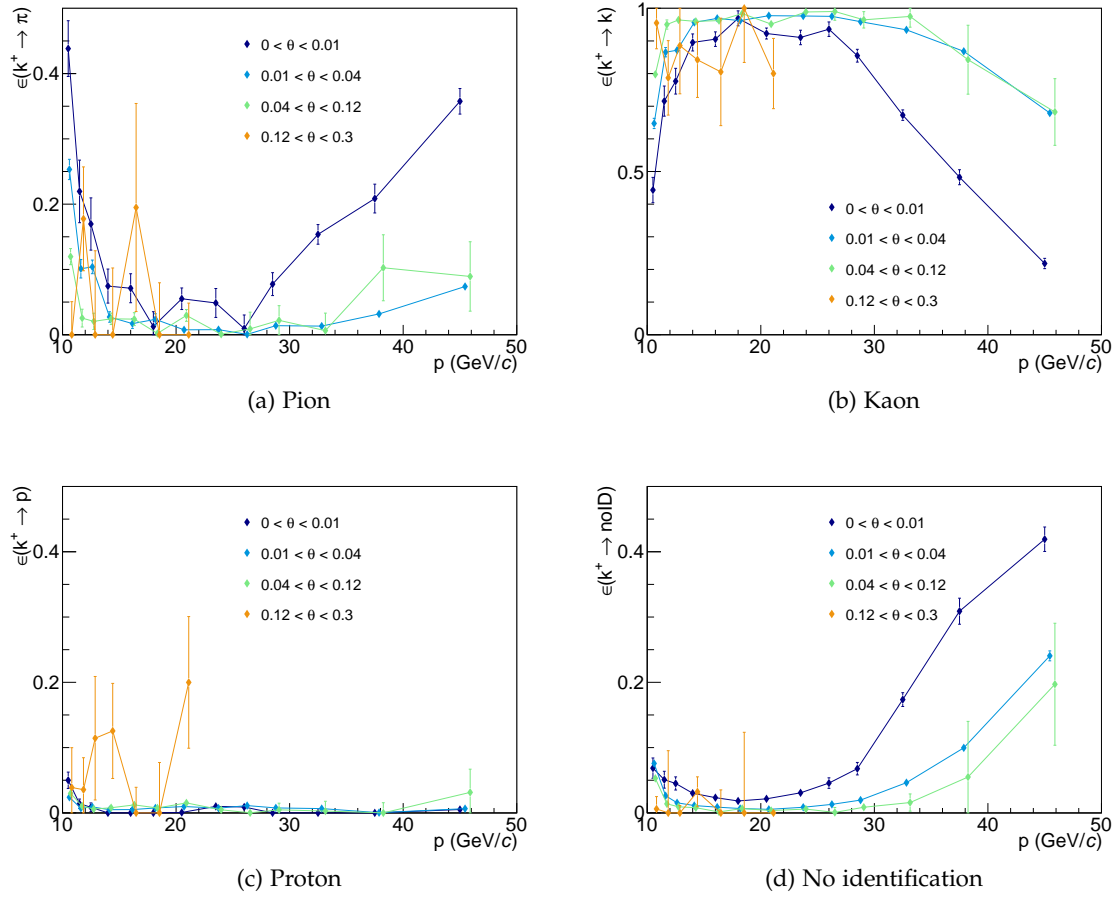 ϵ(k⁺ → π)
0.4
0.2
0
10 20 30 40 50
p (GeV/c)
0 < θ < 0.01
0.01 < θ < 0.04
0.04 < θ < 0.12
0.12 < θ < 0.3
(a) Pion
ϵ(k⁺ → k)
1
0.5
0
10 20 30 40 50
p (GeV/c)
0 < θ < 0.01
0.01 < θ < 0.04
0.04 < θ < 0.12
0.12 < θ < 0.3
(b) Kaon
ϵ(k⁺ → p)
0.4
0.2
0
10 20 30 40 50
p (GeV/c)
0 < θ < 0.01
0.01 < θ < 0.04
0.04 < θ < 0.12
0.12 < θ < 0.3
(c) Proton
ϵ(k⁺ → noID)
0.4
0.2
0
10 20 30 40 50
p (GeV/c)
0 < θ < 0.01
0.01 < θ < 0.04
0.04 < θ < 0.12
0.12 < θ < 0.3
(d) No identification